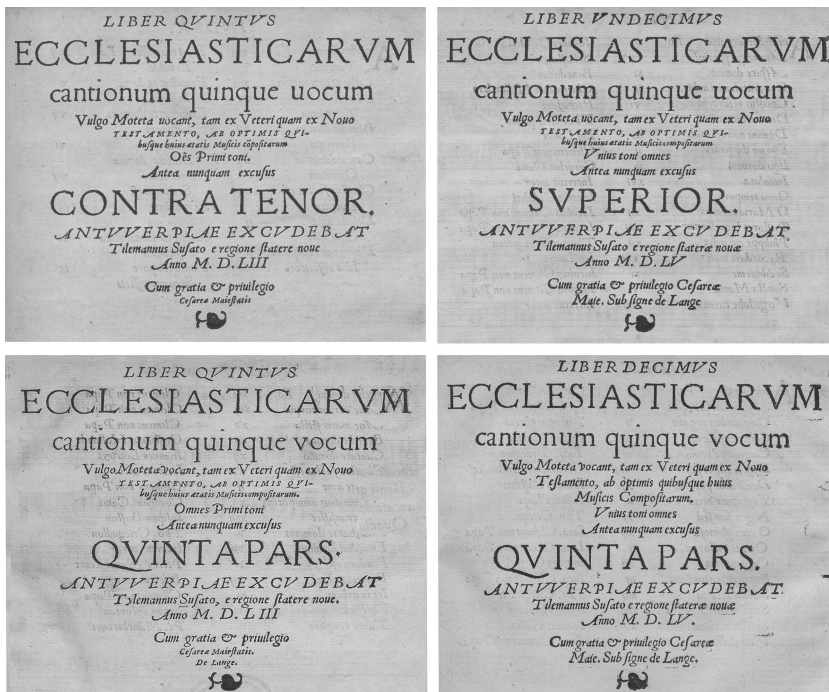 LIBER QVINTVS
ECCLESIASTICARVM
cantionum quinque uocum
Vulgo Moteta uocant, tam ex Veteri quam ex Nouo
TESTAMENTO, AB OPTIMIS QVI-
busque huius ætatis Musicis cōpositarum
Oēs Primi toni.
Antea nunquam excusus
CONTRATENOR.
ANTVVERPIAE EXCVDEBAT
Tilemannus Susato e regione statere noue
Anno M. D. LIII
Cum gratia & priuilegio
Cesareæ Maiestatis
LIBER VNDECIMVS
ECCLESIASTICARVM
cantionum quinque uocum
Vulgo Moteta uocant, tam ex Veteri quam ex Nouo
TESTAMENTO, AB OPTIMIS QVI-
busque huius ætatis Musicis compositarum
Vnius toni omnes
Antea nunquam excusus
SVPERIOR.
ANTVVERPIAE EXCVDEBAT
Tilemannus Susato e regione stateræ nouæ
Anno M. D. LV
Cum gratia & priuilegio Cesareæ
Maie. Sub signe de Lange
LIBER QVINTVS
ECCLESIASTICARVM
cantionum quinque vocum
Vulgo Moteta vocant, tam ex Veteri quam ex Nouo
TESTAMENTO, AB OPTIMIS QVI-
busque huius ætatis Musicis compositarum.
Omnes Primi toni
Antea nunquam excusus
QVINTA PARS.
ANTVVERPIAE EXCVDEBAT
Tylemannus Susato, e regione statere noue.
Anno M. D. LIII
Cum gratia & priuilegio
Cesareæ Maiestatis.
De Lange.
LIBER DECIMVS
ECCLESIASTICARVM
cantionum quinque vocum
Vulgo Moteta vocant, tam ex Veteri quam ex Nouo
Testamento, ab optimis quibusque huius
Musicis Compositarum.
Vnius toni omnes
Antea nunquam excusus
QVINTA PARS.
ANTVVERPIAE EXCVDEBAT.
Tilemannus Susato e regione stateræ nouæ
Anno M. D. LV.
Cum gratia & priuilegio Cesareæ
Maie. Sub signe de Lange.